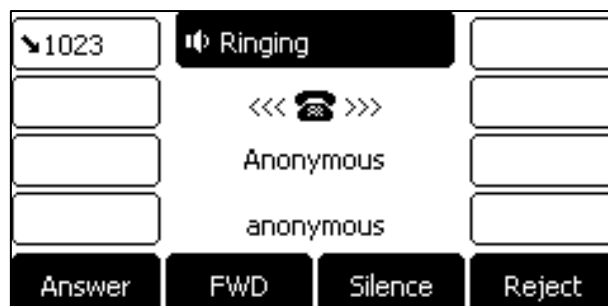 1023 Ringing
<<< >>>
Anonymous
anonymous
Answer FWD Silence Reject